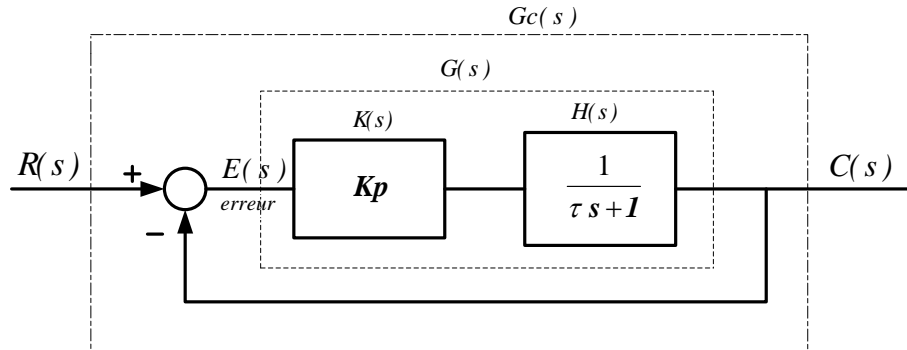 Gc(s)
G(s)
K(s)
H(s)
R(s)
+
E(s)
erreur
Kp
1
τ s+1
C(s)
−